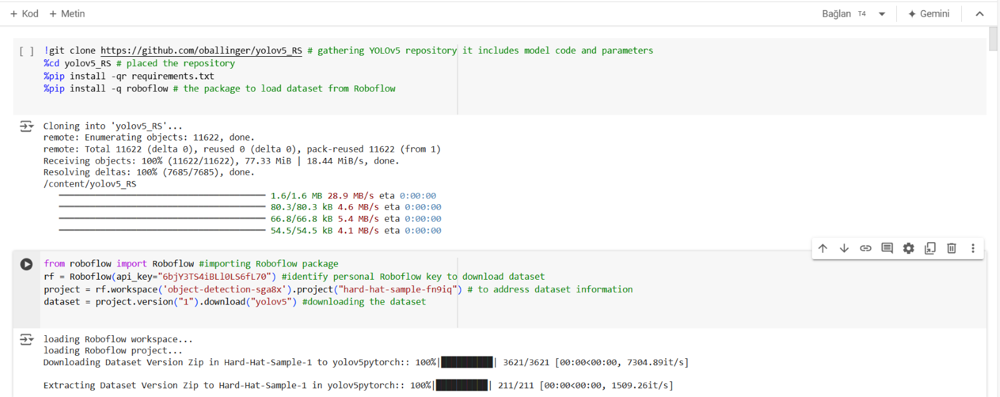 + Kod + Metin
Bağlan T4 Gemini
[ ] !git clone https://github.com/oballinger/yolov5_RS # gathering YOLOv5 repository it includes model code and parameters
%cd yolov5_RS # placed the repository
%pip install -qr requirements.txt
%pip install -q roboflow # the package to load dataset from Roboflow
Cloning into 'yolov5_RS'...
remote: Enumerating objects: 11622, done.
remote: Total 11622 (delta 0), reused 0 (delta 0), pack-reused 11622 (from 1)
Receiving objects: 100% (11622/11622), 77.33 MiB | 18.44 MiB/s, done.
Resolving deltas: 100% (7685/7685), done.
/content/yolov5_RS
1.6/1.6 MB 28.9 MB/s eta 0:00:00
80.3/80.3 kB 4.6 MB/s eta 0:00:00
66.8/66.8 kB 5.4 MB/s eta 0:00:00
54.5/54.5 kB 4.1 MB/s eta 0:00:00
from roboflow import Roboflow #importing Roboflow package
rf = Roboflow(api_key="6bjY3TS4iBLl0LS6fL70") #identify personal Roboflow key to download dataset
project = rf.workspace('object-detection-sga8x').project("hard-hat-sample-fn9iq") # to address dataset information
dataset = project.version("1").download("yolov5") #downloading the dataset
loading Roboflow workspace...
loading Roboflow project...
Downloading Dataset Version Zip in Hard-Hat-Sample-1 to yolov5pytorch:: 100%|██████████| 3621/3621 [00:00<00:00, 7304.89it/s]
Extracting Dataset Version Zip to Hard-Hat-Sample-1 in yolov5pytorch:: 100%|██████████| 211/211 [00:00<00:00, 1509.26it/s]